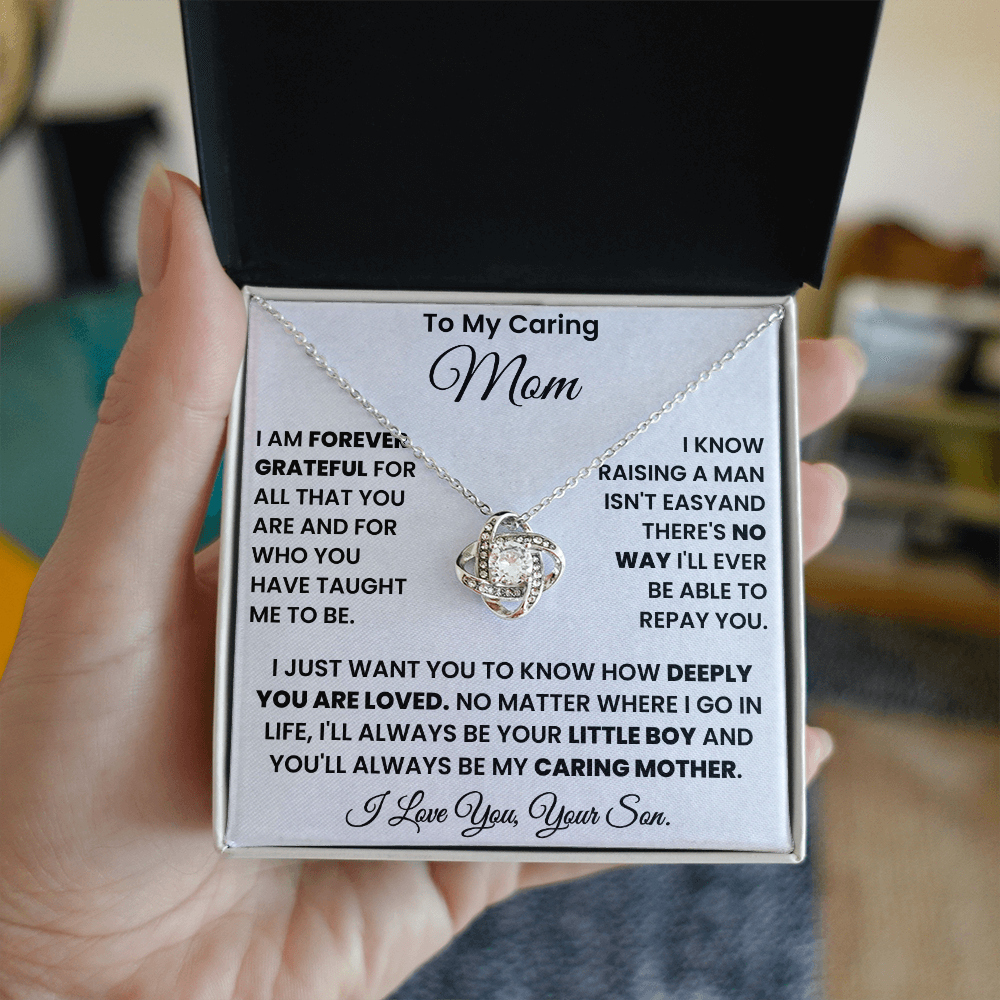 To My Caring
Mom
I AM FOREVER
GRATEFUL FOR
ALL THAT YOU
ARE AND FOR
WHO YOU
HAVE TAUGHT
ME TO BE.
I KNOW
RAISING A MAN
ISN'T EASYAND
THERE'S NO
WAY I'LL EVER
BE ABLE TO
REPAY YOU.
I JUST WANT YOU TO KNOW HOW DEEPLY
YOU ARE LOVED. NO MATTER WHERE I GO IN
LIFE, I'LL ALWAYS BE YOUR LITTLE BOY AND
YOU'LL ALWAYS BE MY CARING MOTHER.
I Love You, Your Son.